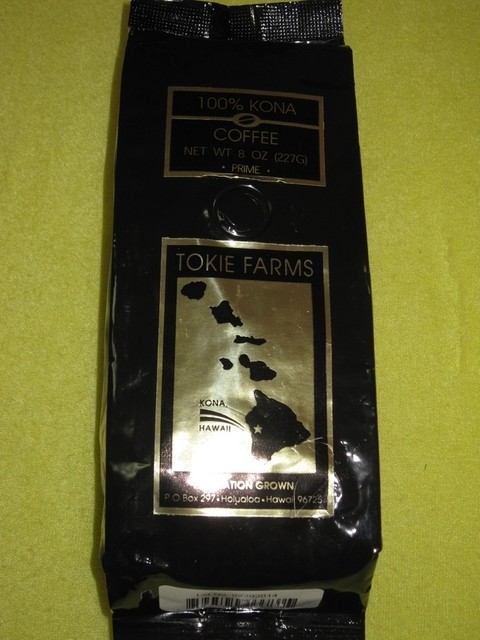 100% KONA
COFFEE
NET WT 8 OZ (227G)
• PRIME •
TOKIE FARMS
KONA,
HAWAII
GROWN
P.O Box 297 • Holualoa • Hawaii 96725